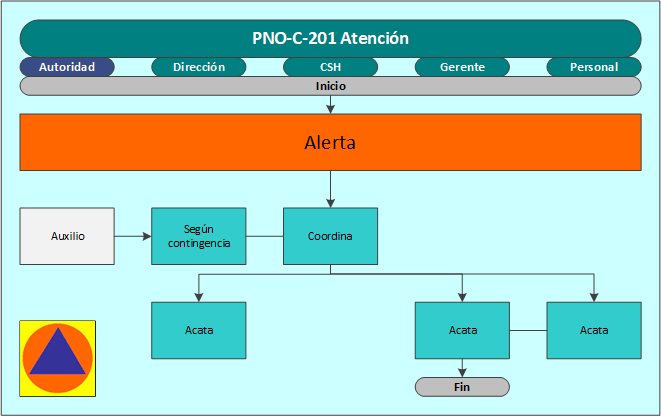 PNO-C-201 Atención
Autoridad
Dirección
CSH
Gerente
Personal
Inicio
Alerta
Auxilio
Según
contingencia
Coordina
Acata
Acata
Acata
Fin